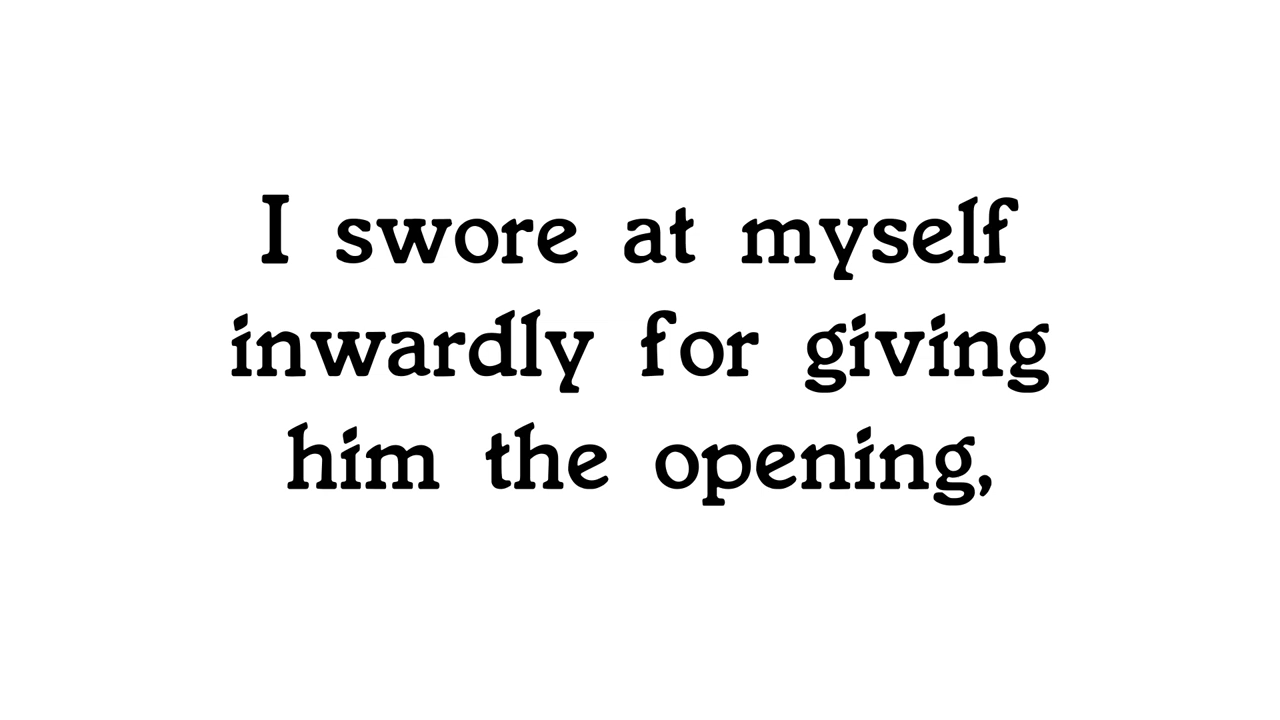 I swore at myself
inwardly for giving
him the opening,